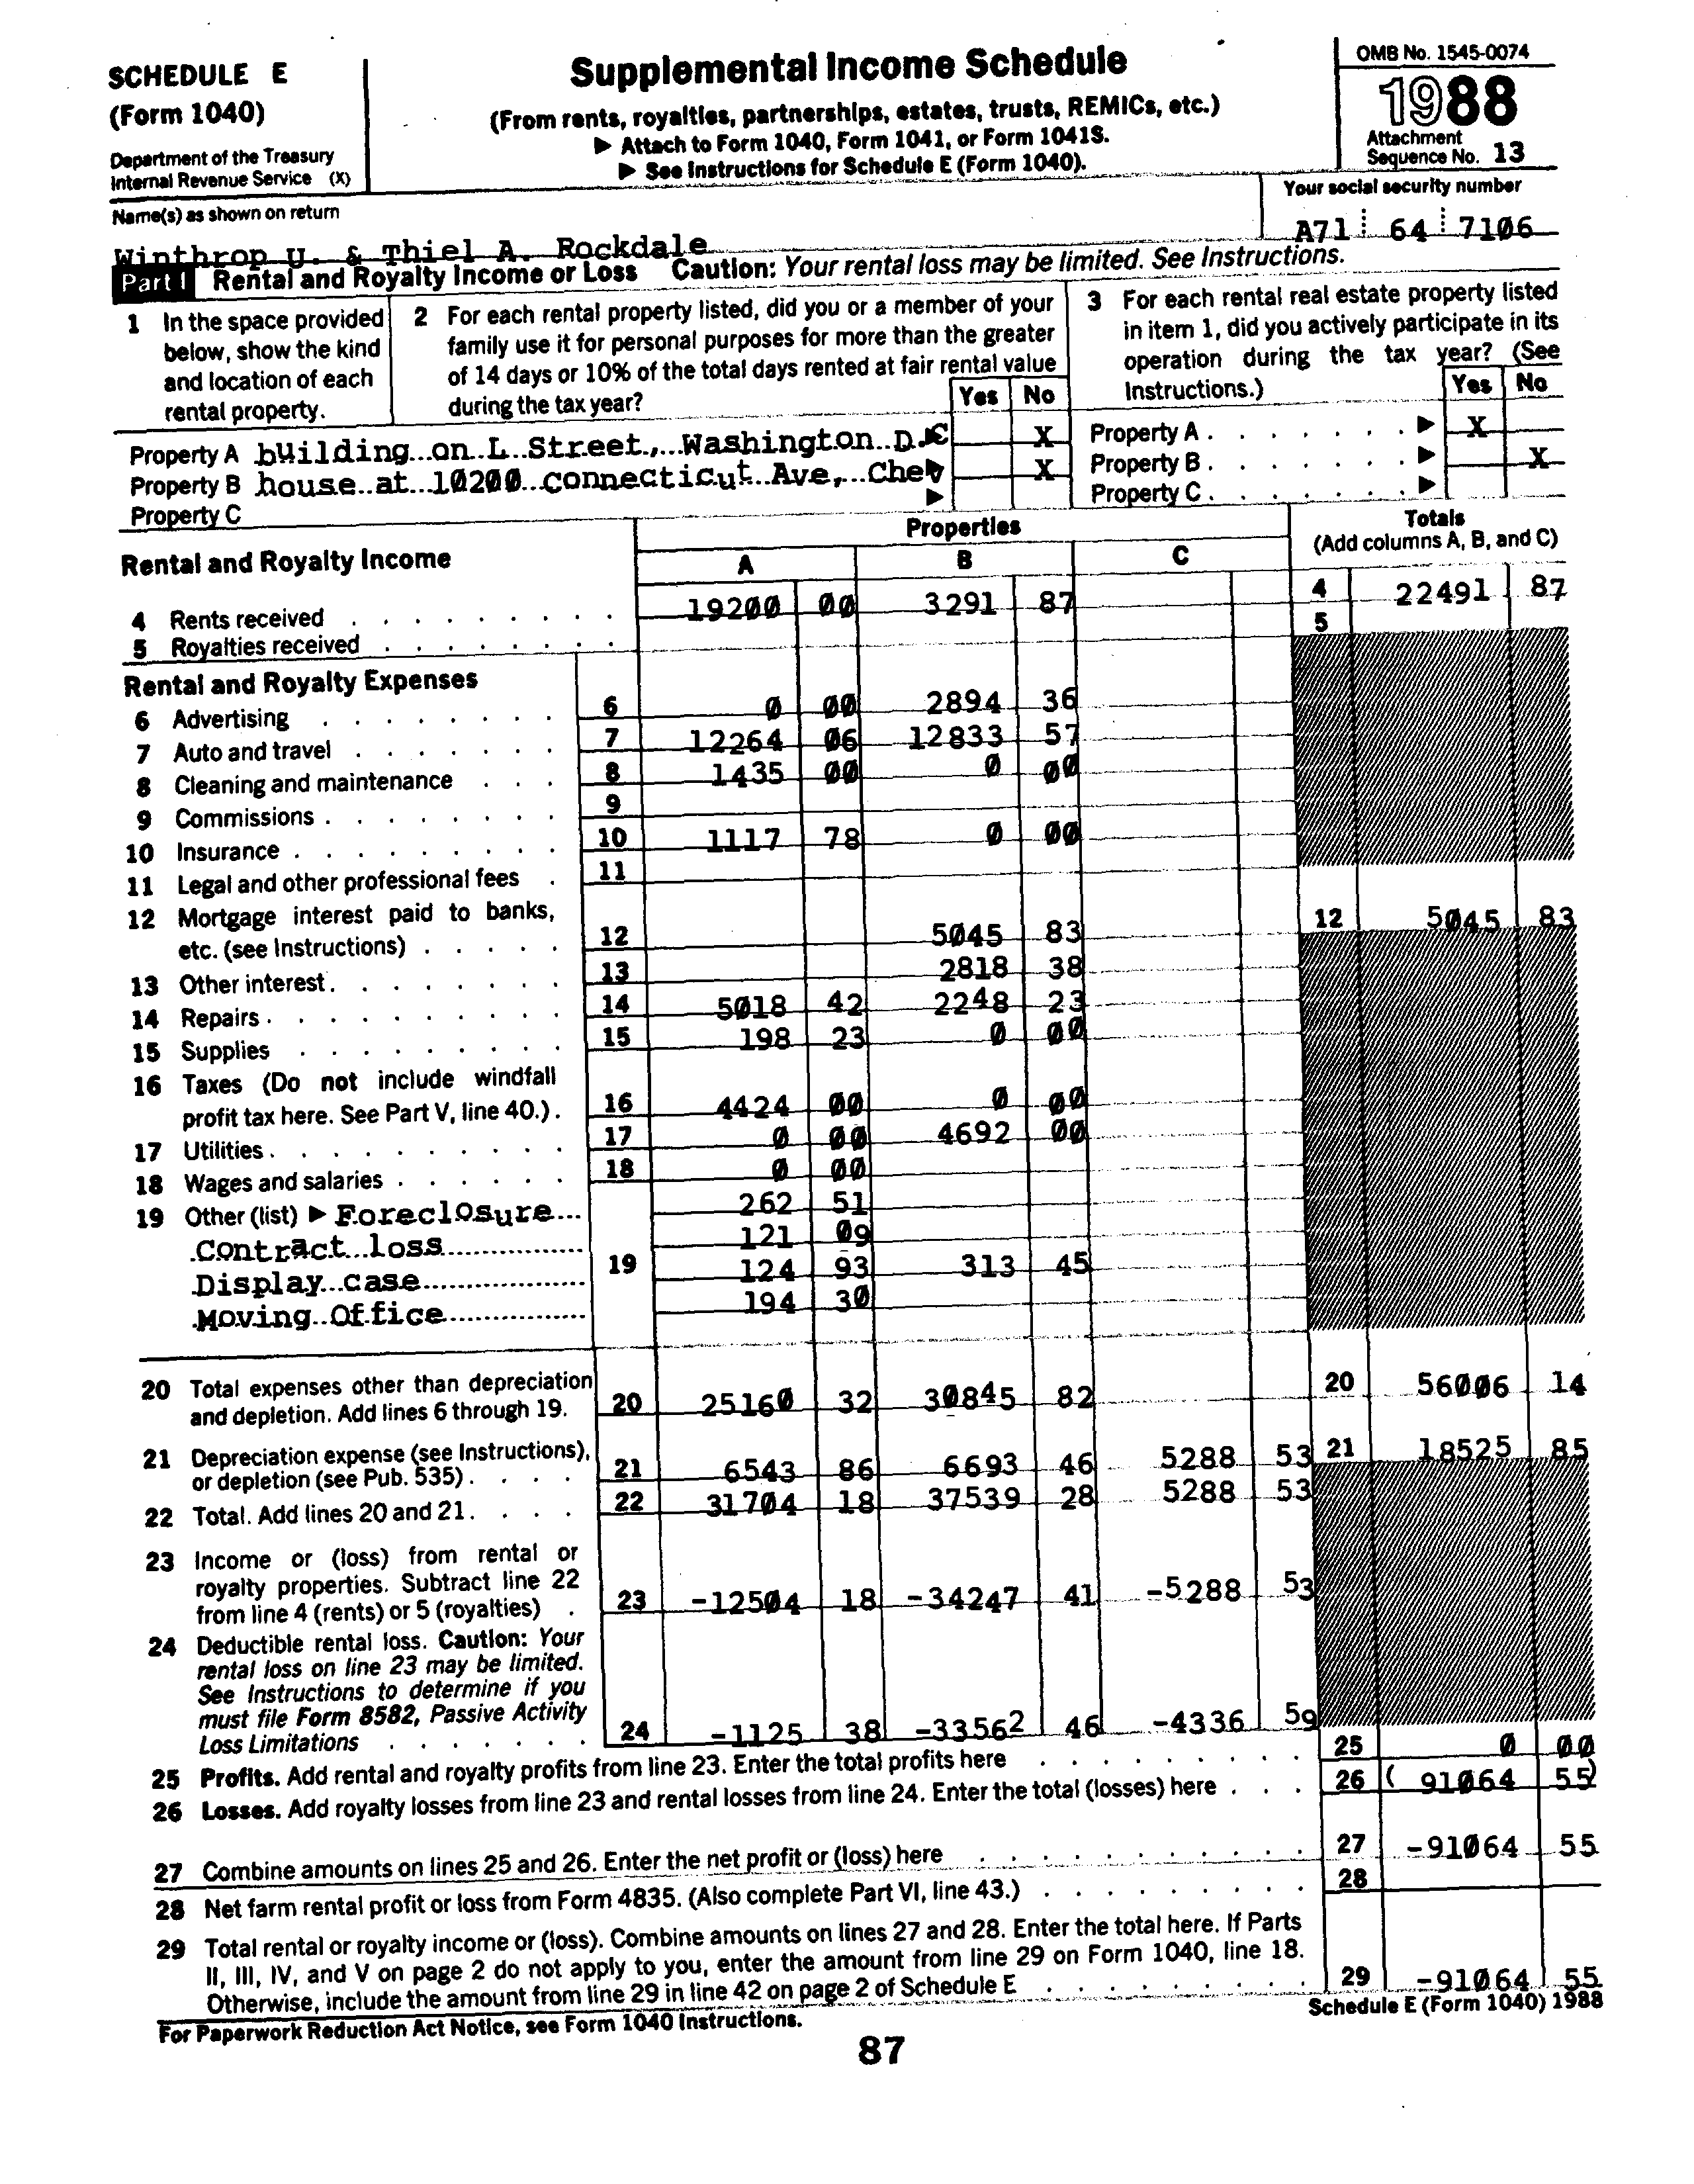 SCHEDULE E
(Form 1040)
Department of the Treasury
Internal Revenue Service (X)
Supplemental Income Schedule
(From rents, royalties, partnerships, estates, trusts, REMICs, etc.)
▶ Attach to Form 1040, Form 1041, or Form 1041S.
▶ See Instructions for Schedule E (Form 1040).
OMB No. 1545-0074
1988
Attachment
Sequence No. 13
Name(s) as shown on return
Your social security number
Winthrop U. & Thiel A. Rockdale
A71 64 7106
Part I Rental and Royalty Income or Loss Caution: Your rental loss may be limited. See Instructions.
1 In the space provided
below, show the kind
and location of each
rental property.
2 For each rental property listed, did you or a member of your
family use it for personal purposes for more than the greater
of 14 days or 10% of the total days rented at fair rental value
during the tax year?
Yes No
3 For each rental real estate property listed
in item 1, did you actively participate in its
operation during the tax year? (See
Instructions.)
Yes No
Property A building on L Street, Washington D.C X
Property B house at 10200 connecticut Ave, Chev X
Property C
Property A . . . . . . . ▶ X
Property B . . . . . . . ▶ X
Property C . . . . . . . ▶
Rental and Royalty Income
Properties
A B C
Totals
(Add columns A, B, and C)
4 Rents received 19200 00 3291 87 4 22491 87
5 Royalties received 5
Rental and Royalty Expenses
6 Advertising 6 0 00 2894 36
7 Auto and travel 7 12264 06 12833 57
8 Cleaning and maintenance 8 1435 00 0 00
9 Commissions 9
10 Insurance 10 1117 78 0 00
11 Legal and other professional fees 11
12 Mortgage interest paid to banks,
etc. (see Instructions) 12 5045 83 12 5045 83
13 Other interest 13 2818 38
14 Repairs 14 5018 42 2248 23
15 Supplies 15 198 23 0 00
16 Taxes (Do not include windfall
profit tax here. See Part V, line 40.) 16 4424 00 0 00
17 Utilities 17 0 00 4692 00
18 Wages and salaries 18 0 00
19 Other (list) ▶ Foreclosure 262 51
Contract loss 121 09
Display case 19 124 93 313 45
Moving Office 194 30
20 Total expenses other than depreciation
and depletion. Add lines 6 through 19. 20 25160 32 30845 82 20 56006 14
21 Depreciation expense (see Instructions),
or depletion (see Pub. 535) 21 6543 86 6693 46 5288 53 21 18525 85
22 Total. Add lines 20 and 21 22 31704 18 37539 28 5288 53
23 Income or (loss) from rental or
royalty properties. Subtract line 22
from line 4 (rents) or 5 (royalties) 23 -12504 18 -34247 41 -5288 53
24 Deductible rental loss. Caution: Your
rental loss on line 23 may be limited.
See Instructions to determine if you
must file Form 8582, Passive Activity
Loss Limitations 24 -1125 38 -33562 46 -4336 59
25 Profits. Add rental and royalty profits from line 23. Enter the total profits here 25 0 00
26 Losses. Add royalty losses from line 23 and rental losses from line 24. Enter the total (losses) here 26 ( 91064 55)
27 Combine amounts on lines 25 and 26. Enter the net profit or (loss) here 27 -91064 55
28 Net farm rental profit or loss from Form 4835. (Also complete Part VI, line 43.) 28
29 Total rental or royalty income or (loss). Combine amounts on lines 27 and 28. Enter the total here. If Parts
II, III, IV, and V on page 2 do not apply to you, enter the amount from line 29 on Form 1040, line 18.
Otherwise, include the amount from line 29 in line 42 on page 2 of Schedule E 29 -91064 55
For Paperwork Reduction Act Notice, see Form 1040 Instructions. Schedule E (Form 1040) 1988
87